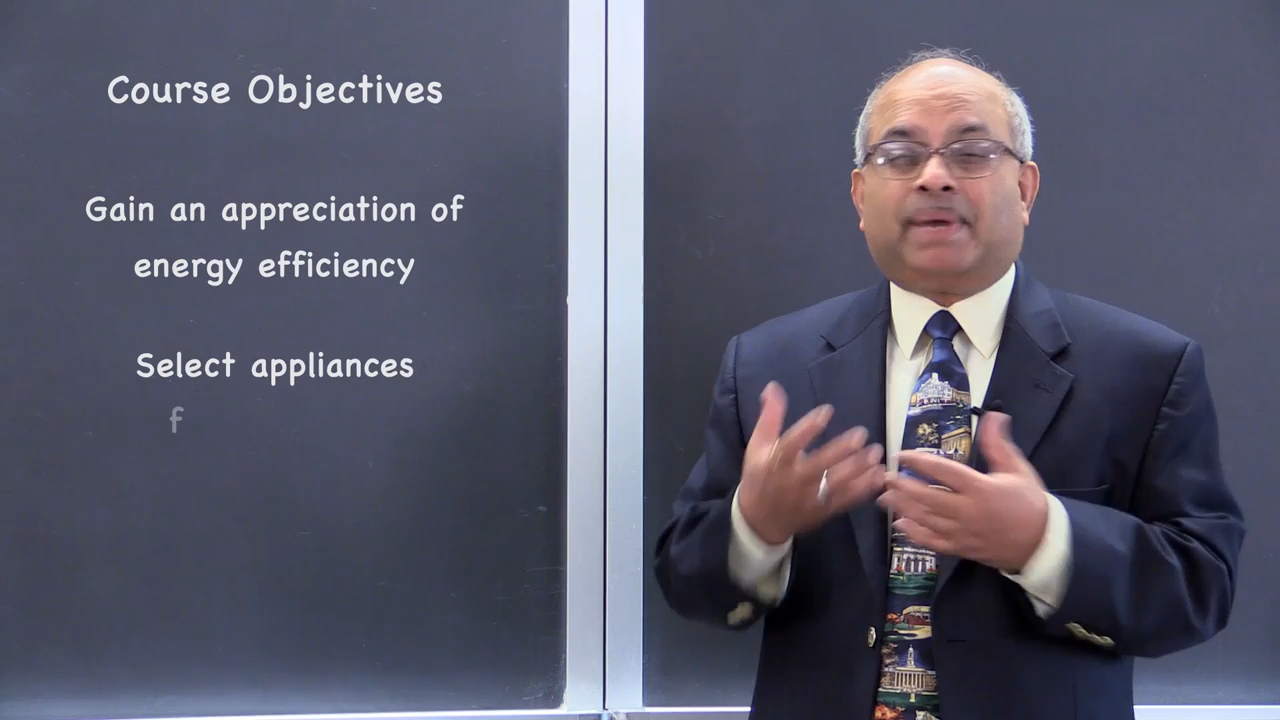 Course Objectives
Gain an appreciation of
energy efficiency
Select appliances
f